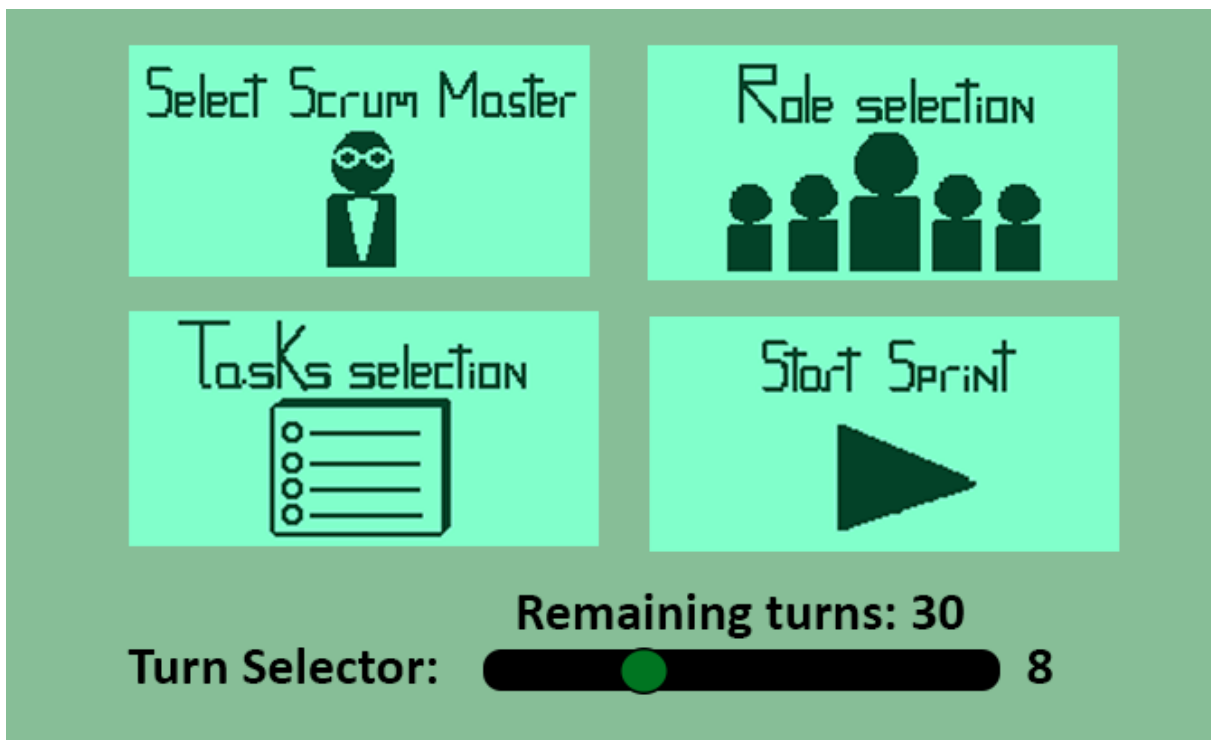 Select Scrum Master
Role selection
Tasks selection
Start Sprint
Remaining turns: 30
Turn Selector: 8